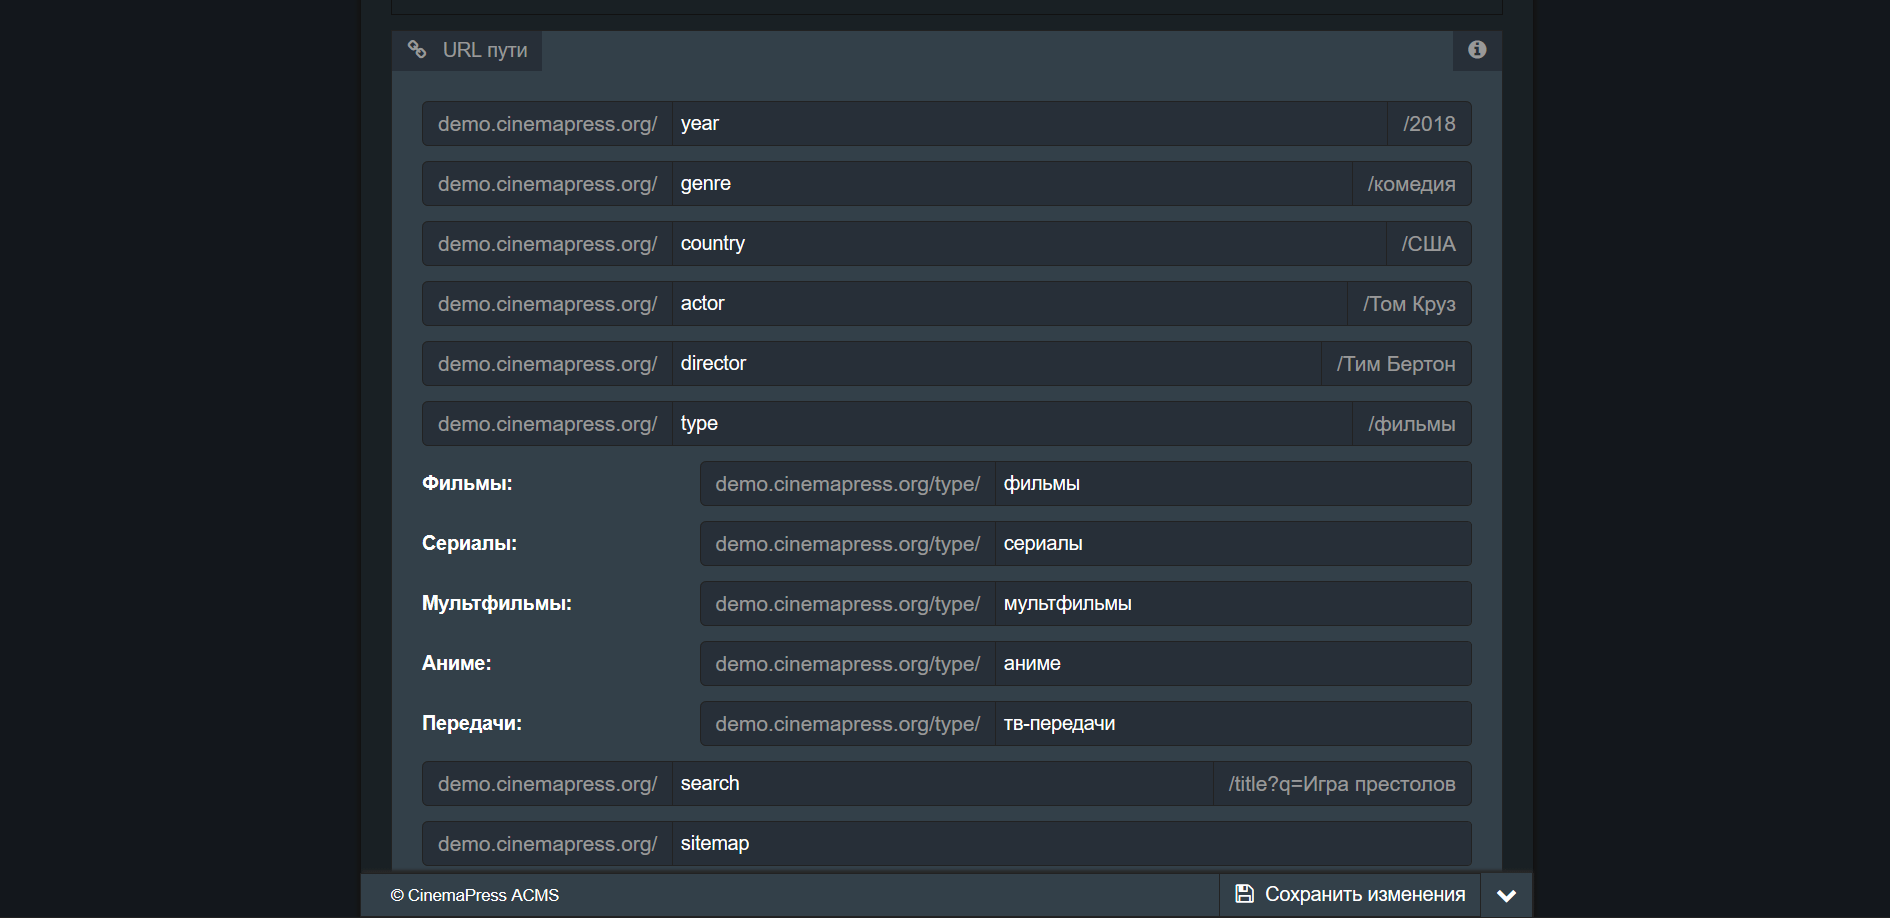 URL пути
demo.cinemapress.org/ year /2018
demo.cinemapress.org/ genre /комедия
demo.cinemapress.org/ country /США
demo.cinemapress.org/ actor /Том Круз
demo.cinemapress.org/ director /Тим Бертон
demo.cinemapress.org/ type /фильмы
Фильмы: demo.cinemapress.org/type/ фильмы
Сериалы: demo.cinemapress.org/type/ сериалы
Мультфильмы: demo.cinemapress.org/type/ мультфильмы
Аниме: demo.cinemapress.org/type/ аниме
Передачи: demo.cinemapress.org/type/ тв-передачи
demo.cinemapress.org/ search /title?q=Игра престолов
demo.cinemapress.org/ sitemap
© CinemaPress ACMS Сохранить изменения